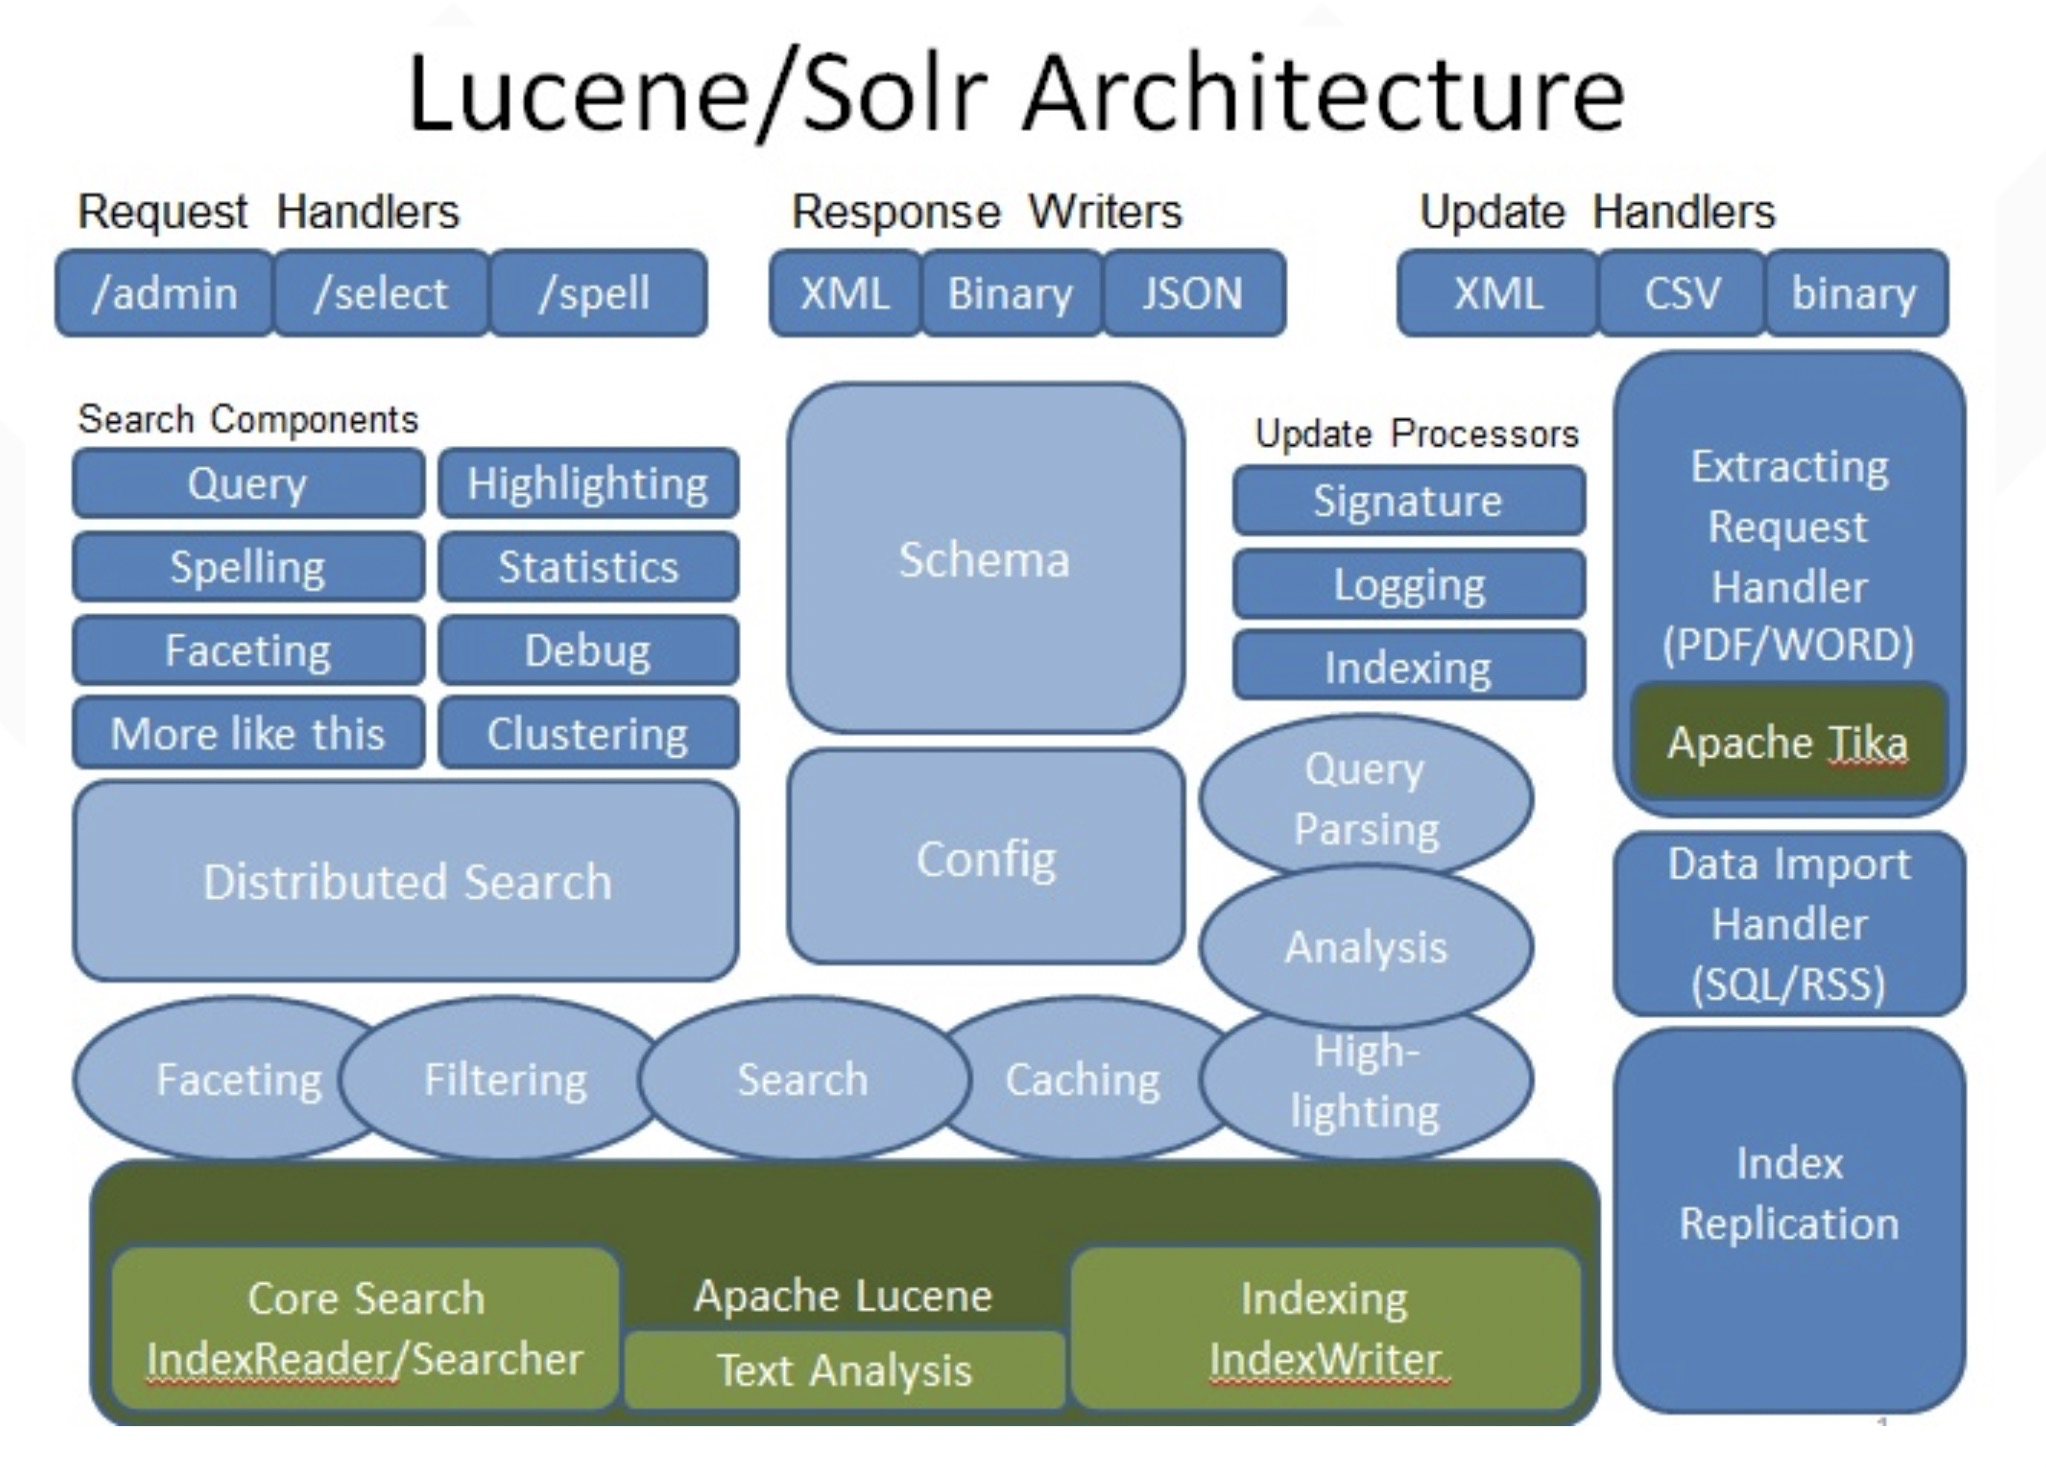 Lucene/Solr Architecture
Request Handlers
/admin /select /spell
Response Writers
XML Binary JSON
Update Handlers
XML CSV binary
Search Components
Query Highlighting
Spelling Statistics
Faceting Debug
More like this Clustering
Distributed Search
Schema
Config
Update Processors
Signature
Logging
Indexing
Query
Parsing
Analysis
High-
lighting
Faceting Filtering Search Caching
Extracting
Request
Handler
(PDF/WORD)
Apache Tika
Data Import
Handler
(SQL/RSS)
Index
Replication
Apache Lucene
Core Search
IndexReader/Searcher
Text Analysis
Indexing
IndexWriter